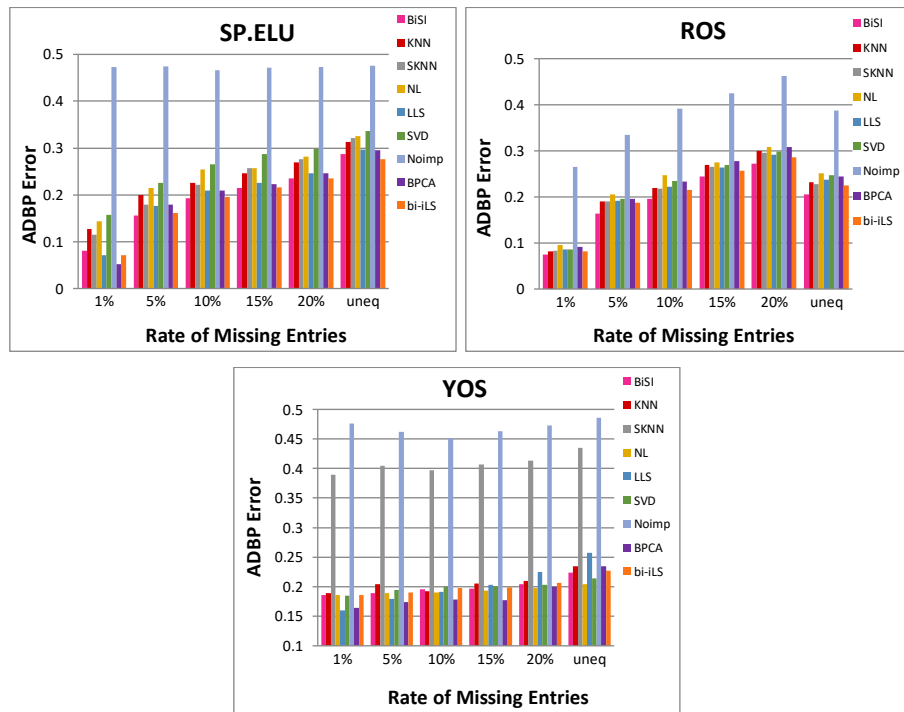 SP.ELU
ADBP Error
0.5
0.4
0.3
0.2
0.1
0
1% 5% 10% 15% 20% uneq
Rate of Missing Entries
BiSI
KNN
SKNN
NL
LLS
SVD
Noimp
BPCA
bi-iLS
ROS
ADBP Error
0.5
0.4
0.3
0.2
0.1
0
1% 5% 10% 15% 20% uneq
Rate of Missing Entries
BiSI
KNN
SKNN
NL
LLS
SVD
Noimp
BPCA
bi-iLS
YOS
ADBP Error
0.5
0.45
0.4
0.35
0.3
0.25
0.2
0.15
0.1
1% 5% 10% 15% 20% uneq
Rate of Missing Entries
BiSI
KNN
SKNN
NL
LLS
SVD
Noimp
BPCA
bi-iLS